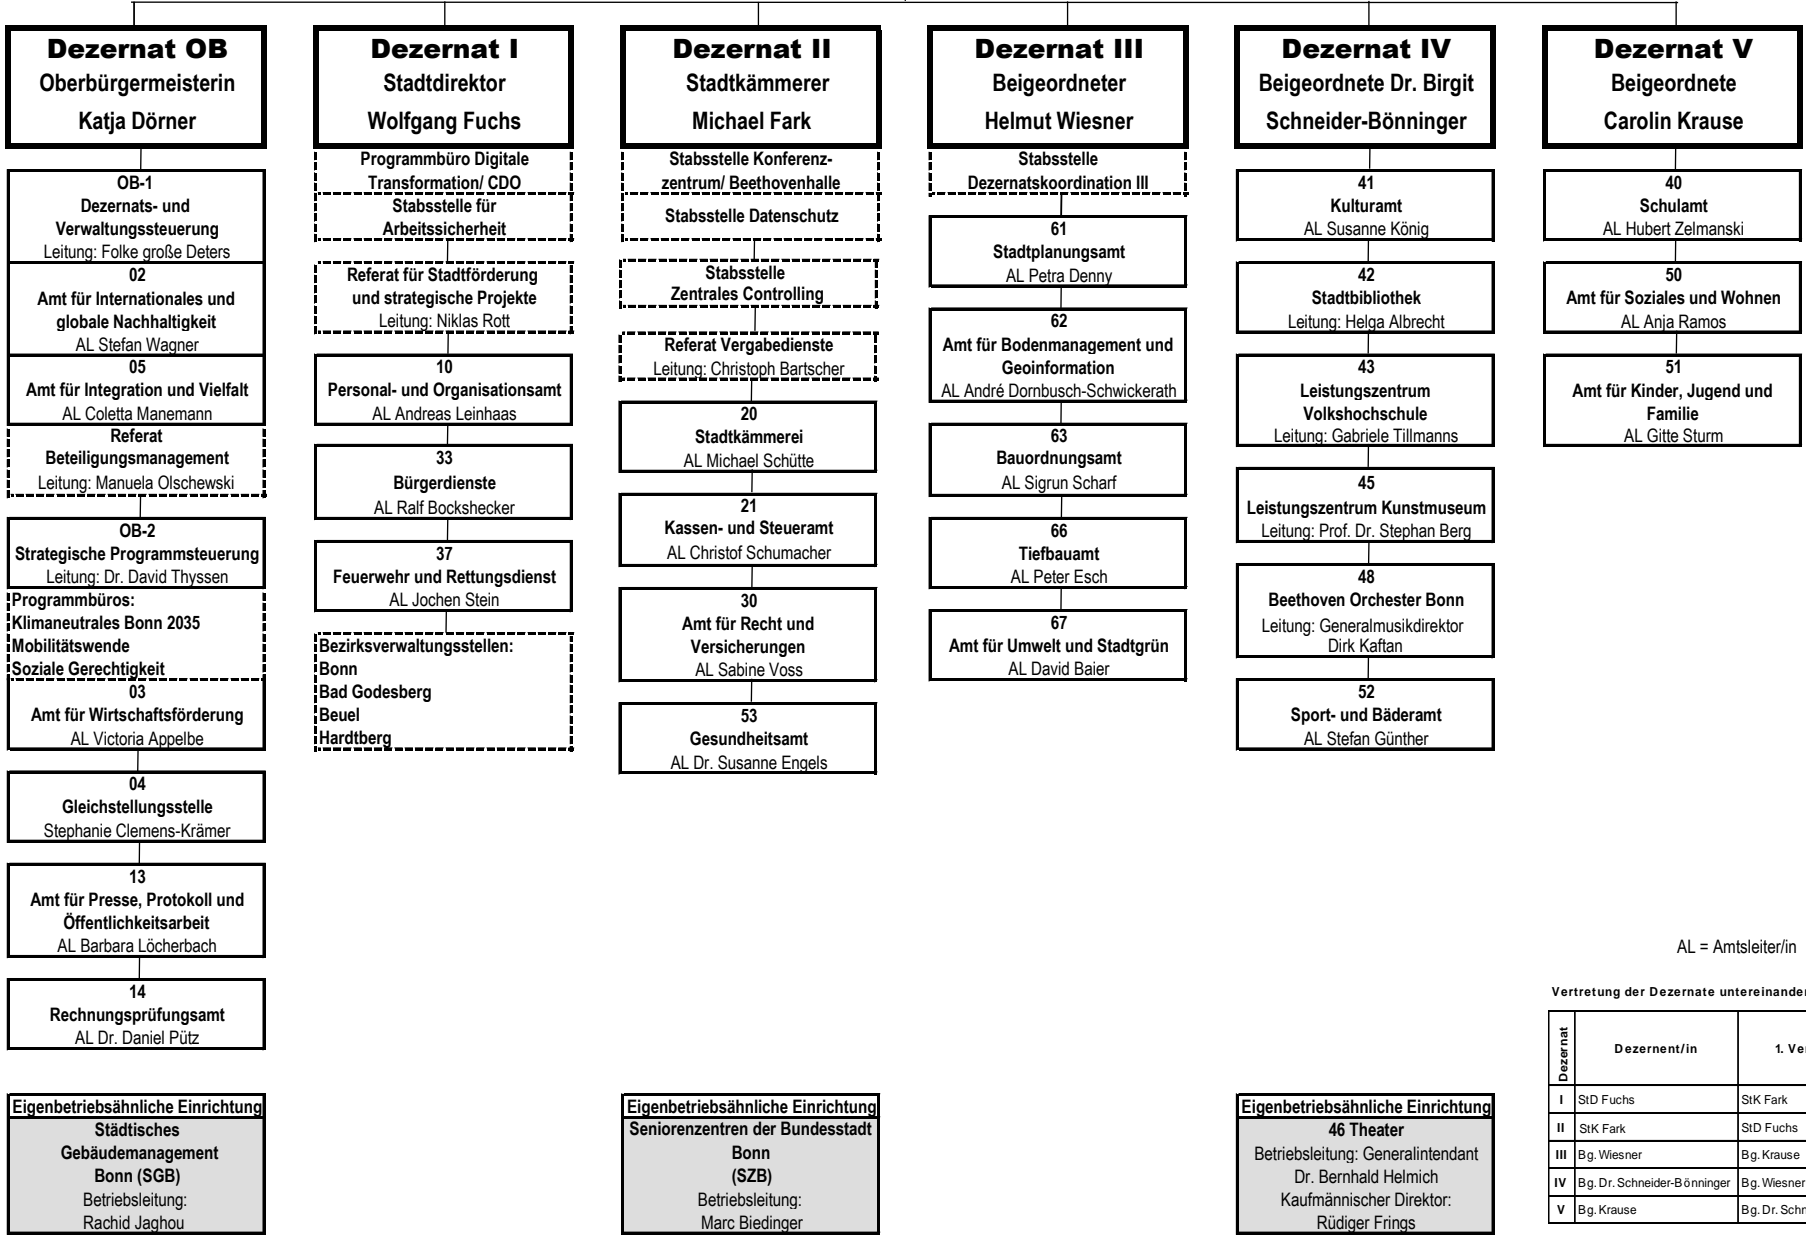 Dezernat OB
Oberbürgermeisterin
Katja Dörner
OB-1
Dezernats- und
Verwaltungssteuerung
Leitung: Folke große Deters
02
Amt für Internationales und
globale Nachhaltigkeit
AL Stefan Wagner
05
Amt für Integration und Vielfalt
AL Coletta Manemann
Referat
Beteiligungsmanagement
Leitung: Manuela Olschewski
OB-2
Strategische Programmsteuerung
Leitung: Dr. David Thyssen
Programmbüros:
Klimaneutrales Bonn 2035
Mobilitätswende
Soziale Gerechtigkeit
03
Amt für Wirtschaftsförderung
AL Victoria Appelbe
04
Gleichstellungsstelle
Stephanie Clemens-Krämer
13
Amt für Presse, Protokoll und
Öffentlichkeitsarbeit
AL Barbara Löcherbach
14
Rechnungsprüfungsamt
AL Dr. Daniel Pütz
Eigenbetriebsähnliche Einrichtung
Städtisches
Gebäudemanagement
Bonn (SGB)
Betriebsleitung:
Rachid Jaghou
Dezernat I
Stadtdirektor
Wolfgang Fuchs
Programmbüro Digitale
Transformation/ CDO
Stabsstelle für
Arbeitssicherheit
Referat für Stadtförderung
und strategische Projekte
Leitung: Niklas Rott
10
Personal- und Organisationsamt
AL Andreas Leinhaas
33
Bürgerdienste
AL Ralf Bockshecker
37
Feuerwehr und Rettungsdienst
AL Jochen Stein
Bezirksverwaltungsstellen:
Bonn
Bad Godesberg
Beuel
Hardtberg
Dezernat II
Stadtkämmerer
Michael Fark
Stabsstelle Konferenz-
zentrum/ Beethovenhalle
Stabsstelle Datenschutz
Stabsstelle
Zentrales Controlling
Referat Vergabedienste
Leitung: Christoph Bartscher
20
Stadtkämmerei
AL Michael Schütte
21
Kassen- und Steueramt
AL Christof Schumacher
30
Amt für Recht und
Versicherungen
AL Sabine Voss
53
Gesundheitsamt
AL Dr. Susanne Engels
Eigenbetriebsähnliche Einrichtung
Seniorenzentren der Bundesstadt
Bonn
(SZB)
Betriebsleitung:
Marc Biedinger
Dezernat III
Beigeordneter
Helmut Wiesner
Stabsstelle
Dezernatskoordination III
61
Stadtplanungsamt
AL Petra Denny
62
Amt für Bodenmanagement und
Geoinformation
AL André Dornbusch-Schwickerath
63
Bauordnungsamt
AL Sigrun Scharf
66
Tiefbauamt
AL Peter Esch
67
Amt für Umwelt und Stadtgrün
AL David Baier
Dezernat IV
Beigeordnete Dr. Birgit
Schneider-Bönninger
41
Kulturamt
AL Susanne König
42
Stadtbibliothek
Leitung: Helga Albrecht
43
Leistungszentrum
Volkshochschule
Leitung: Gabriele Tillmanns
45
Leistungszentrum Kunstmuseum
Leitung: Prof. Dr. Stephan Berg
48
Beethoven Orchester Bonn
Leitung: Generalmusikdirektor
Dirk Kaftan
52
Sport- und Bäderamt
AL Stefan Günther
Eigenbetriebsähnliche Einrichtung
46 Theater
Betriebsleitung: Generalintendant
Dr. Bernhald Helmich
Kaufmännischer Direktor:
Rüdiger Frings
Dezernat V
Beigeordnete
Carolin Krause
40
Schulamt
AL Hubert Zelmanski
50
Amt für Soziales und Wohnen
AL Anja Ramos
51
Amt für Kinder, Jugend und
Familie
AL Gitte Sturm
AL = Amtsleiter/in
Vertretung der Dezernate untereinander
Dezernat Dezernent/in 1. Ver
I StD Fuchs StK Fark
II StK Fark StD Fuchs
III Bg. Wiesner Bg. Krause
IV Bg. Dr. Schneider-Bönninger Bg. Wiesner
V Bg. Krause Bg. Dr. Schn